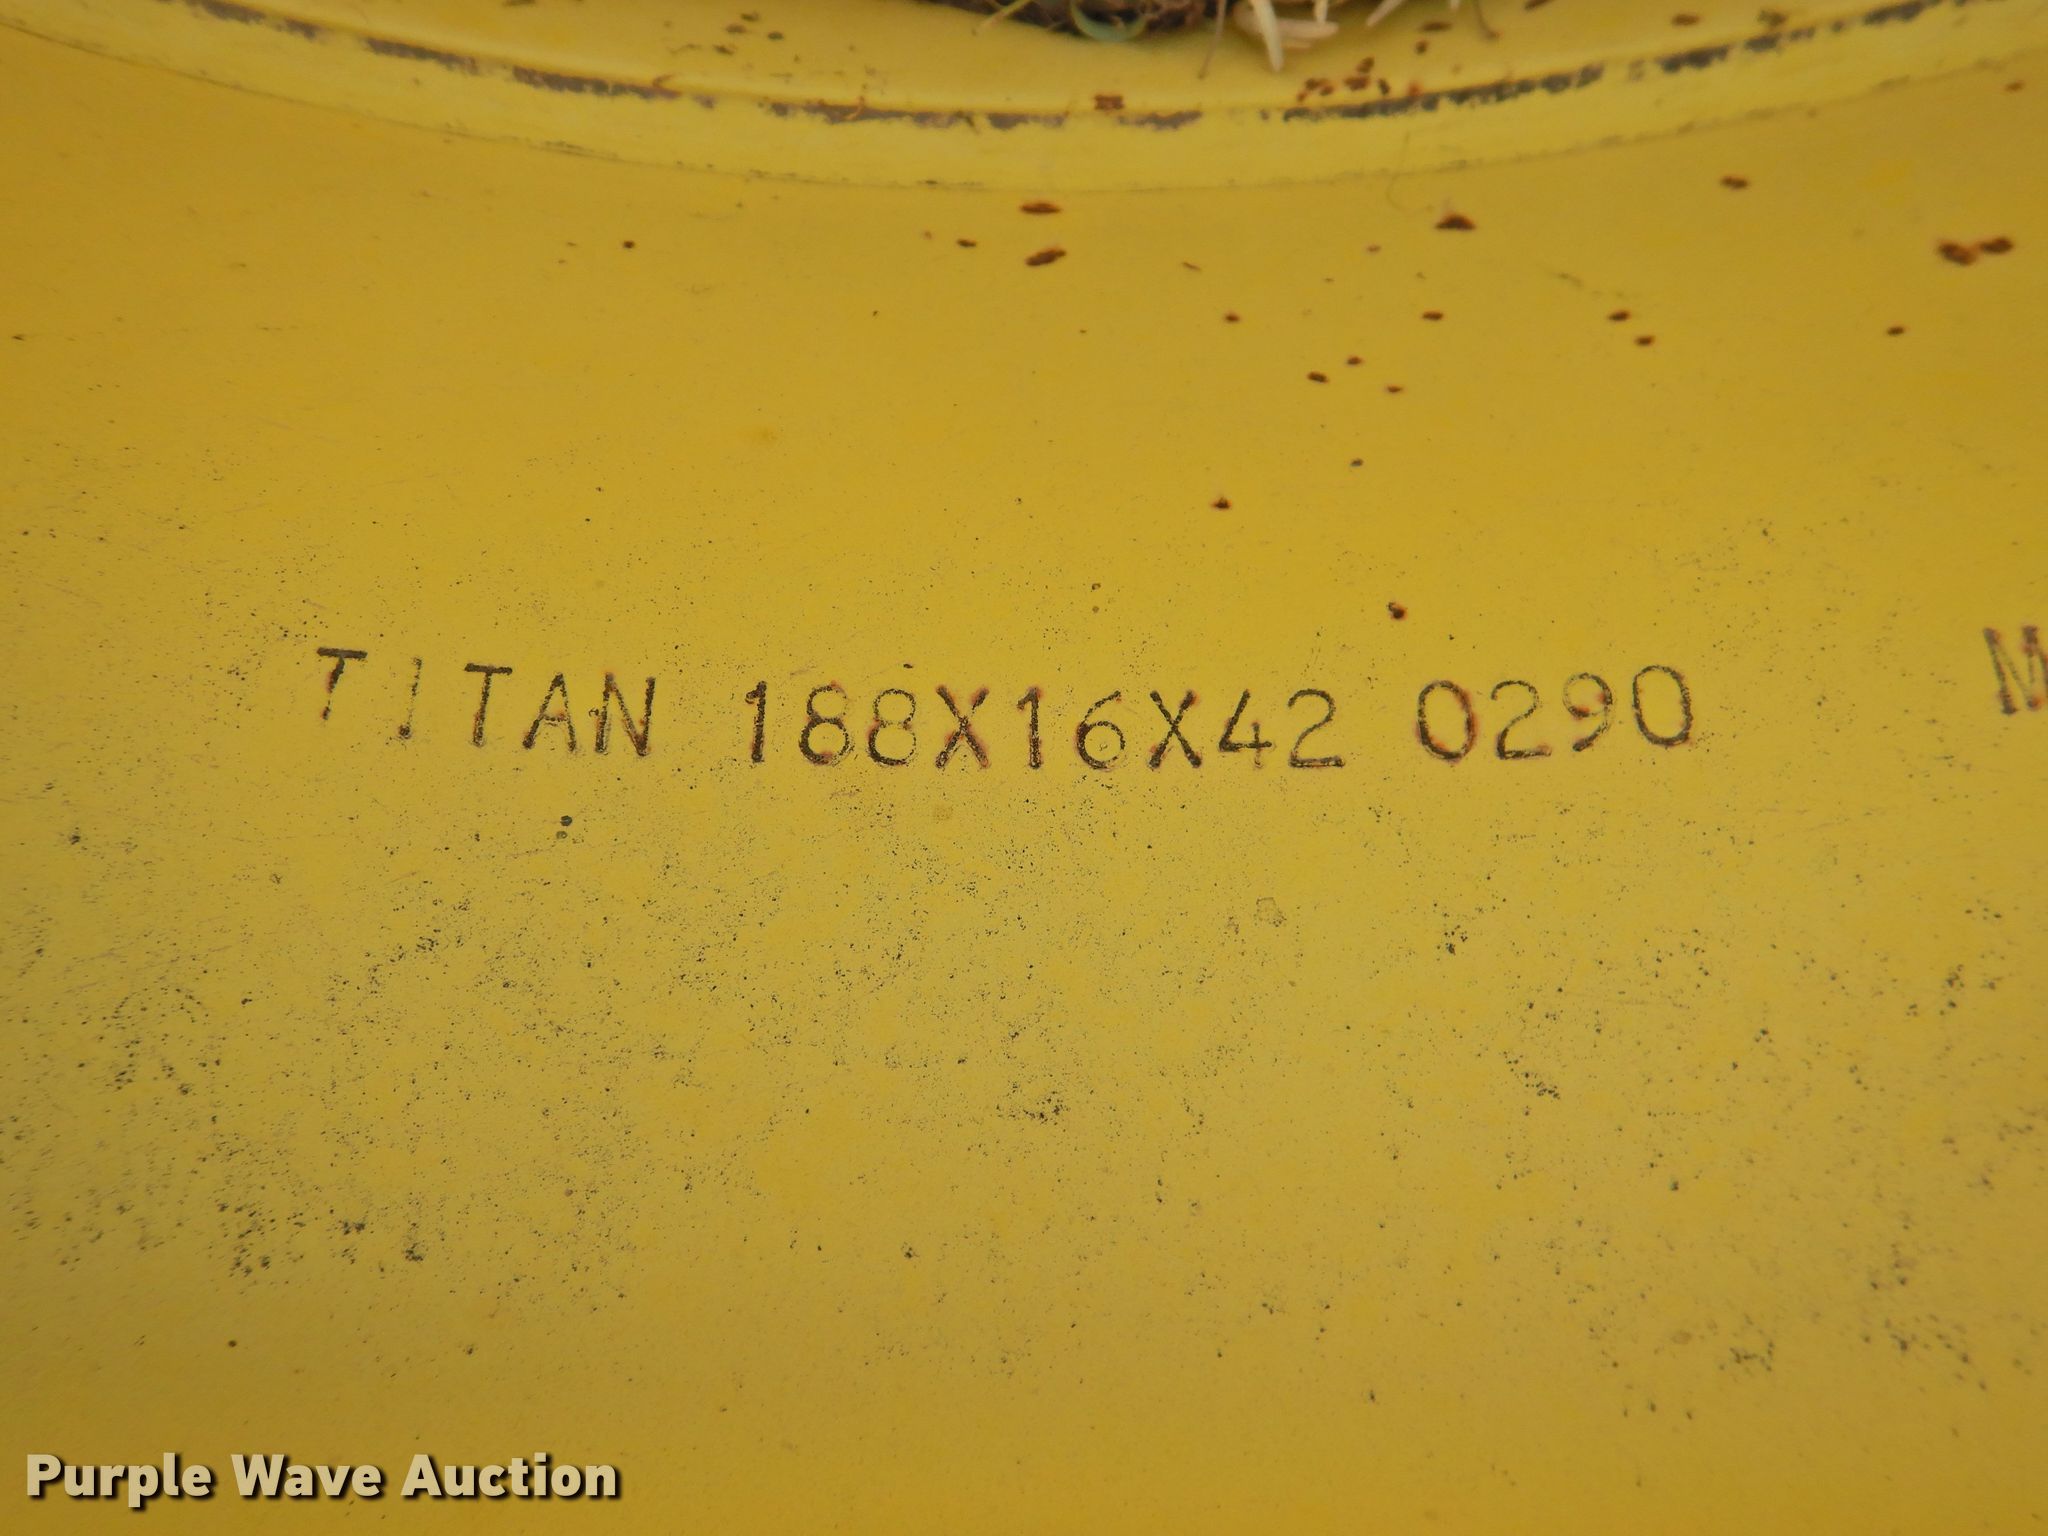 TITAN 188X16X42 0290 M
Purple Wave Auction